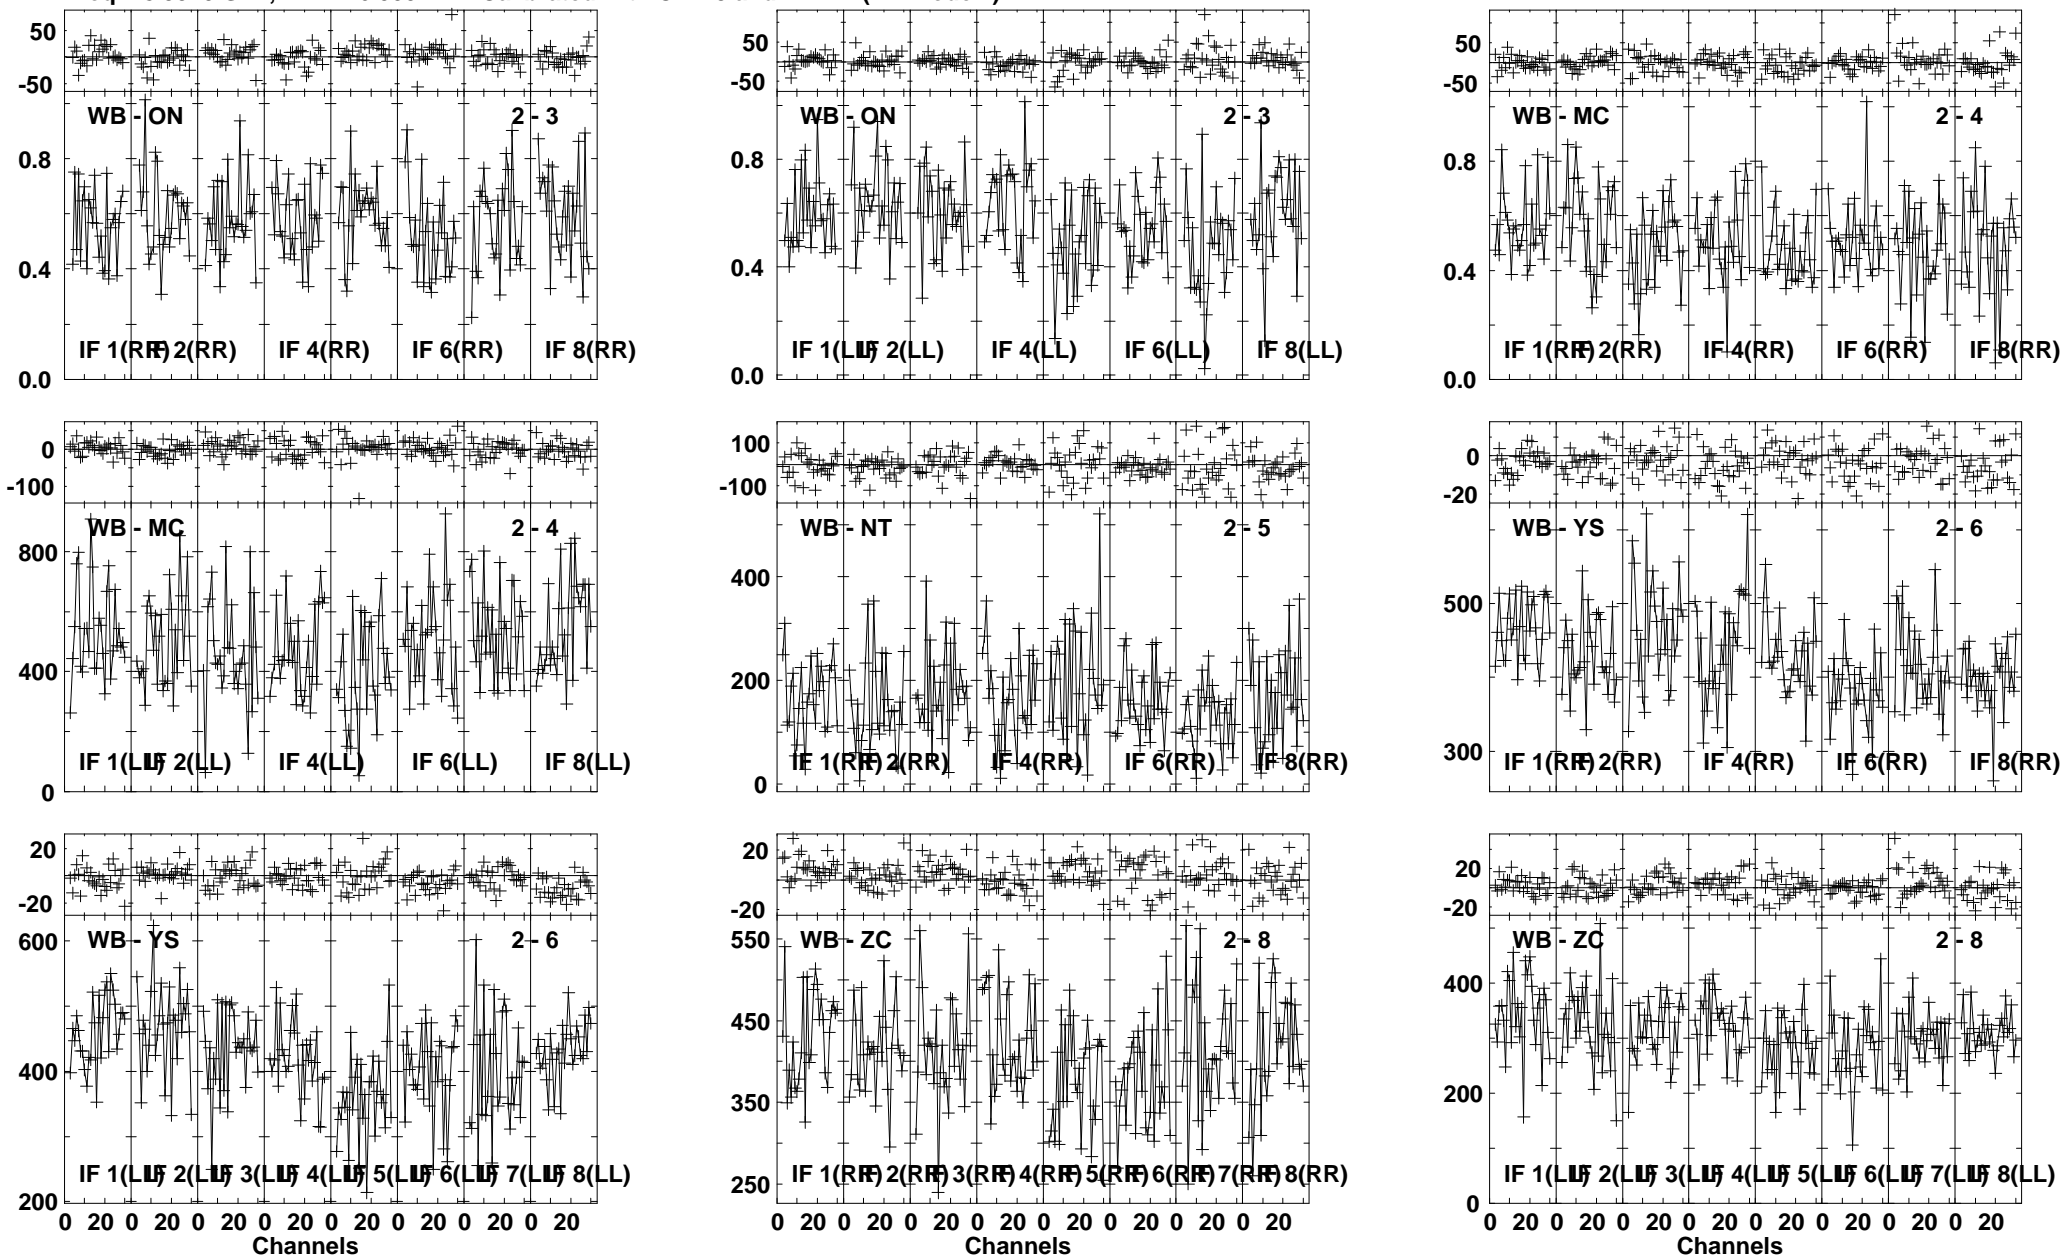 50
-50
WB - ON 2 - 3
0.8
0.4
0.0
IF 1(RR) IF 2(RR) IF 4(RR) IF 6(RR) IF 8(RR)
50
-50
WB - ON 2 - 3
0.8
0.4
0.0
IF 1(LL) IF 2(LL) IF 4(LL) IF 6(LL) IF 8(LL)
50
-50
WB - MC 2 - 4
0.8
0.4
0.0
IF 1(RR) IF 2(RR) IF 4(RR) IF 6(RR) IF 8(RR)
0
-100
WB - MC 2 - 4
800
400
0
IF 1(LL) IF 2(LL) IF 4(LL) IF 6(LL) IF 8(LL)
100
-100
WB - NT 2 - 5
400
200
0
IF 1(RR) IF 2(RR) IF 4(RR) IF 6(RR) IF 8(RR)
0
-20
WB - YS 2 - 6
500
300
IF 1(RR) IF 2(RR) IF 4(RR) IF 6(RR) IF 8(RR)
20
-20
WB - YS 2 - 6
600
400
200
IF 1(LL) IF 2(LL) IF 3(LL) IF 4(LL) IF 5(LL) IF 6(LL) IF 7(LL) IF 8(LL)
0 20 0 20 0 20 0 20 0 20 0 20 0 20 0 20
Channels
20
-20
WB - ZC 2 - 8
550
450
350
250
IF 1(RR) IF 2(RR) IF 3(RR) IF 4(RR) IF 5(RR) IF 6(RR) IF 7(RR) IF 8(RR)
0 20 0 20 0 20 0 20 0 20 0 20 0 20 0 20
Channels
20
-20
WB - ZC 2 - 8
400
200
0
IF 1(LL) IF 2(LL) IF 3(LL) IF 4(LL) IF 5(LL) IF 6(LL) IF 7(LL) IF 8(LL)
0 20 0 20 0 20 0 20 0 20 0 20 0 20 0 20
Channels